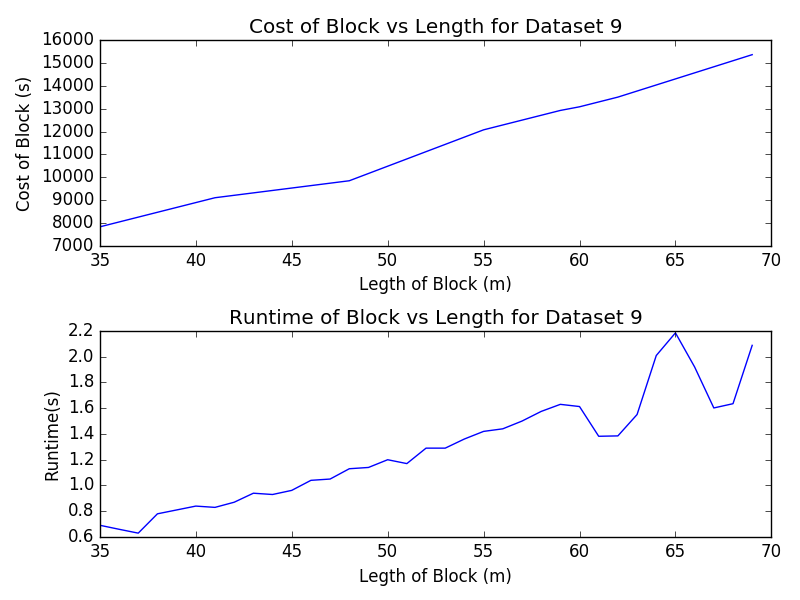 Cost of Block vs Length for Dataset 9
Cost of Block (s)
16000
15000
14000
13000
12000
11000
10000
9000
8000
7000
35 40 45 50 55 60 65 70
Legth of Block (m)
Runtime of Block vs Length for Dataset 9
Runtime(s)
2.2
2.0
1.8
1.6
1.4
1.2
1.0
0.8
0.6
35 40 45 50 55 60 65 70
Legth of Block (m)